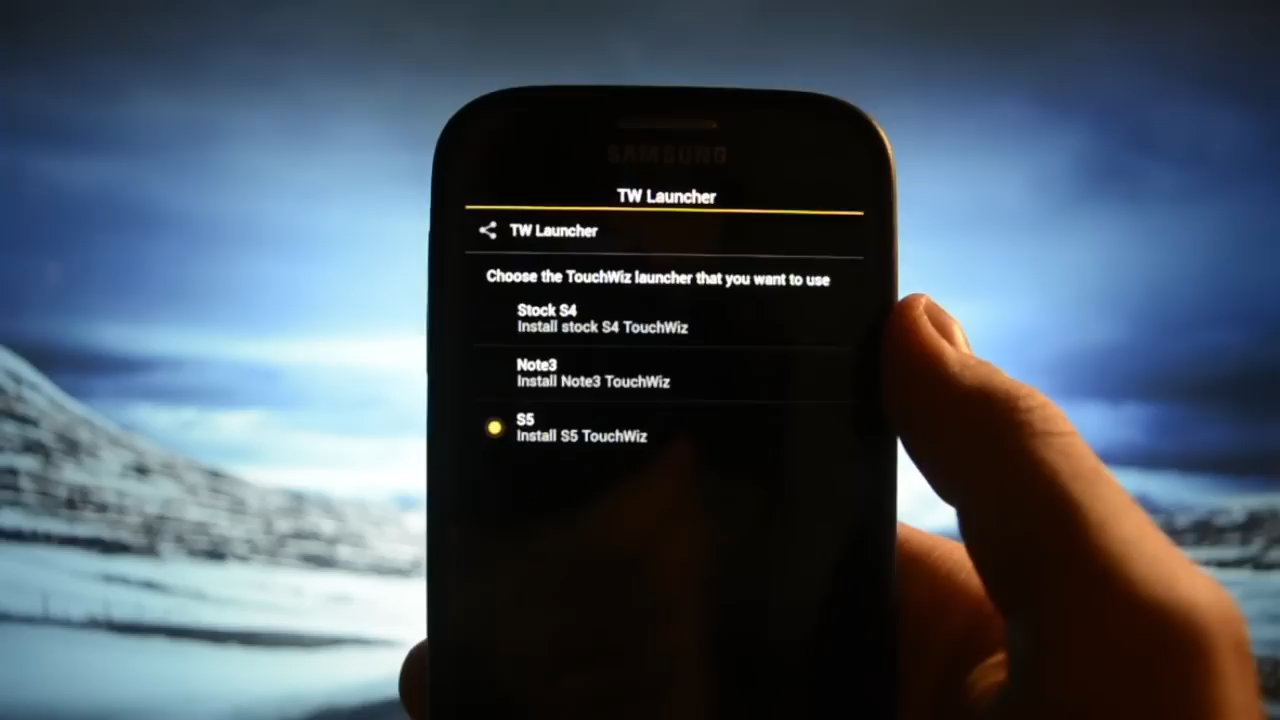 SAMSUNG
TW Launcher
TW Launcher
Choose the TouchWiz launcher that you want to use
Stock S4
Install stock S4 TouchWiz
Note3
Install Note3 TouchWiz
S5
Install S5 TouchWiz